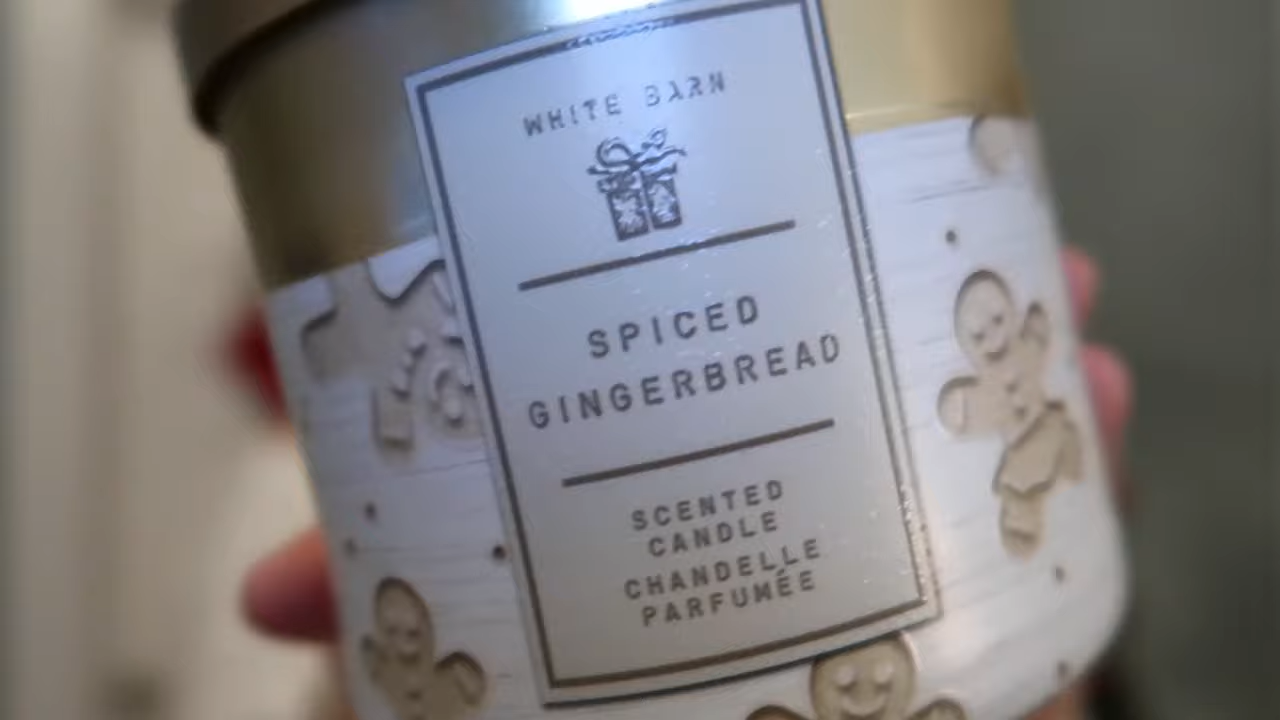 WHITE BARN
SPICED
GINGERBREAD
SCENTED
CANDLE
CHANDELLE
PARFUMÉE